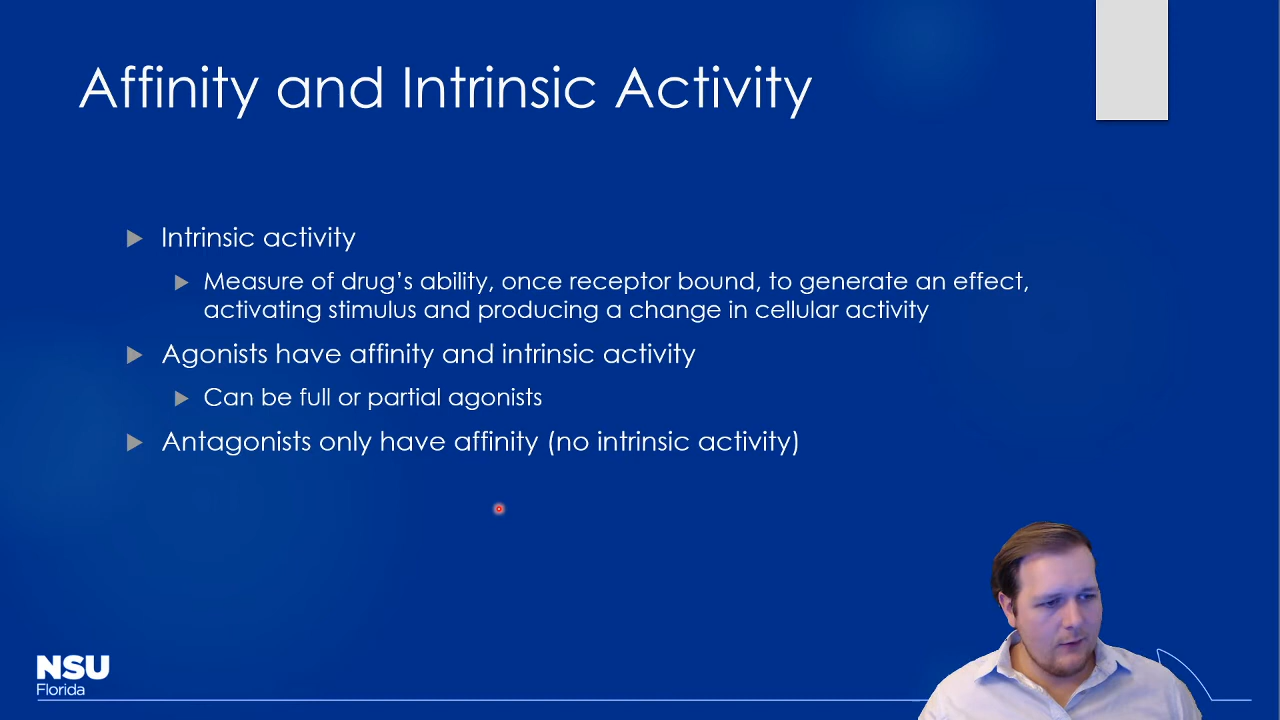 Affinity and Intrinsic Activity
Intrinsic activity
Measure of drug’s ability, once receptor bound, to generate an effect,
activating stimulus and producing a change in cellular activity
Agonists have affinity and intrinsic activity
Can be full or partial agonists
Antagonists only have affinity (no intrinsic activity)
NSU
Florida